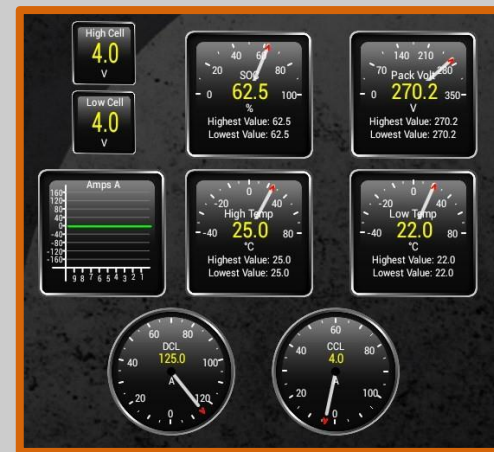 High Cell
4.0
V
Low Cell
4.0
V
0 20 40 60 80 100
SOC
62.5
%
Highest Value: 62.5
Lowest Value: 62.5
0 70 140 210 280 350
Pack Volt
270.2
V
Highest Value: 270.2
Lowest Value: 270.2
Amps A
160
120
80
40
0
-40
-80
-120
-160
9 8 7 6 5 4 3 2 1
-40 -20 0 40 80
High Temp
25.0
°C
Highest Value: 25.0
Lowest Value: 25.0
-40 -20 0 40 80
Low Temp
22.0
°C
Highest Value: 22.0
Lowest Value: 22.0
0 20 40 60 80 100 120
DCL
125.0
A
0 20 40 60 80 100
CCL
4.0
A